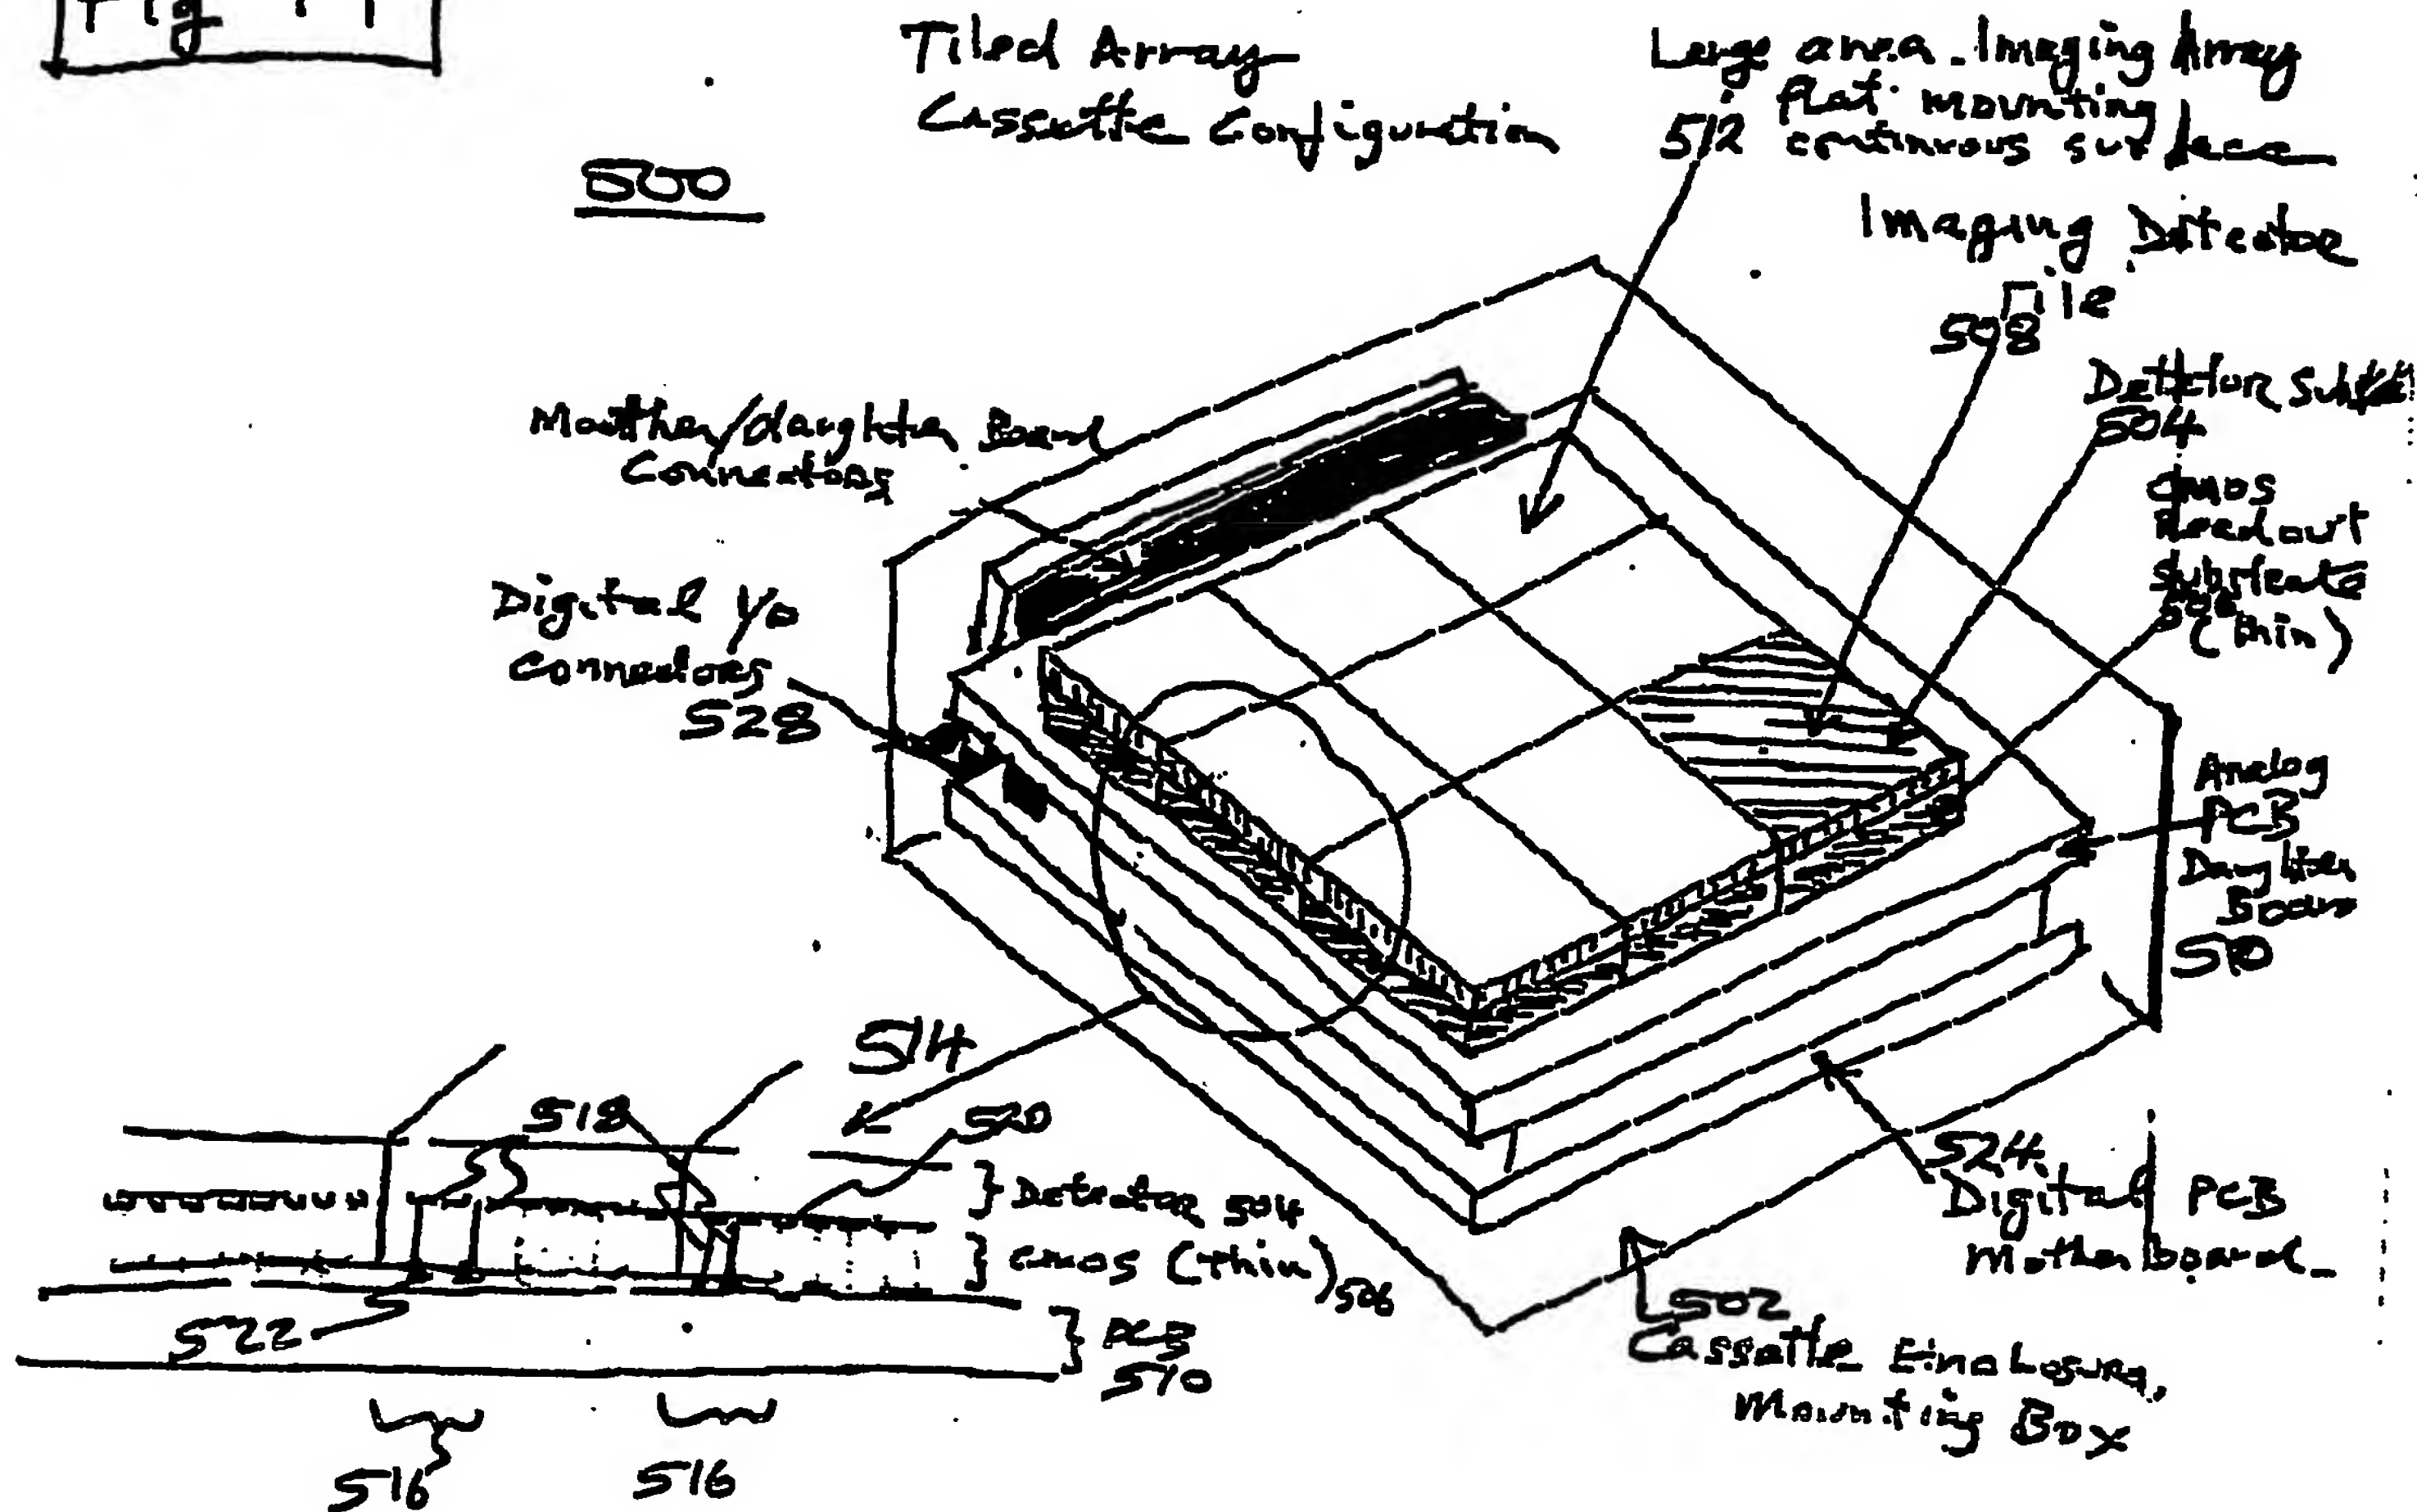 Fig
Tiled Array
Cassette Configuration
500
Large area Imaging Array
flat mounting
512 continuous surface
Imaging Detector
Tile
508
Detector
504
CMOS
Readout
Substrate
506
(thin)
Mother/daughter Board
Connectors
Digital I/O
Connectors
528
Analog
PCB
Daughter
Board
510
514
518
520
} Detector 504
} CMOS (thin) 506
522
} PCB
510
516
516
524
Digital PCB
Motherboard
502
Cassette Enclosure,
Mounting Box